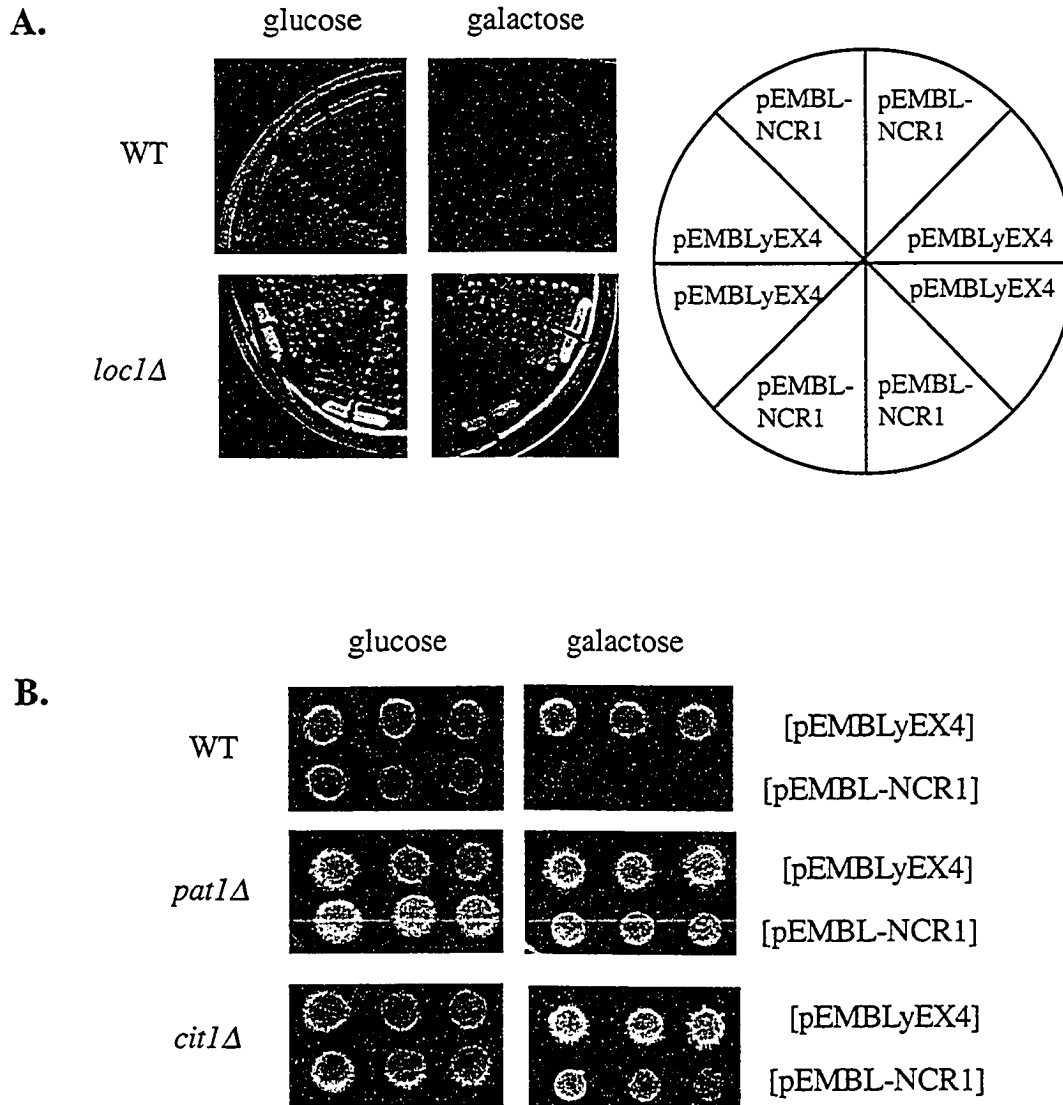 A.
glucose
galactose
WT
loc1Δ
pEMBL-
NCR1
pEMBL-
NCR1
pEMBLyEX4
pEMBLyEX4
pEMBLyEX4
pEMBLyEX4
pEMBL-
NCR1
pEMBL-
NCR1
B.
glucose
galactose
WT
[pEMBLyEX4]
[pEMBL-NCR1]
pat1Δ
[pEMBLyEX4]
[pEMBL-NCR1]
cit1Δ
[pEMBLyEX4]
[pEMBL-NCR1]